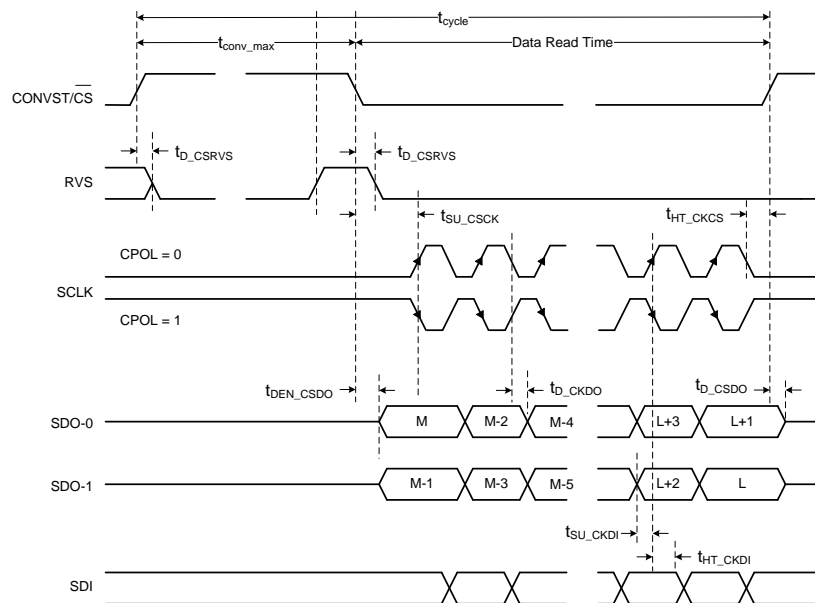 tcycle
tconv_max
Data Read Time
CONVST/CS
tD_CSRVS
tD_CSRVS
RVS
tSU_CSCK
tHT_CKCS
CPOL = 0
SCLK
CPOL = 1
tDEN_CSDO
tD_CKDO
tD_CSDO
SDO-0
M
M-2
M-4
L+3
L+1
SDO-1
M-1
M-3
M-5
L+2
L
tSU_CKDI
tHT_CKDI
SDI